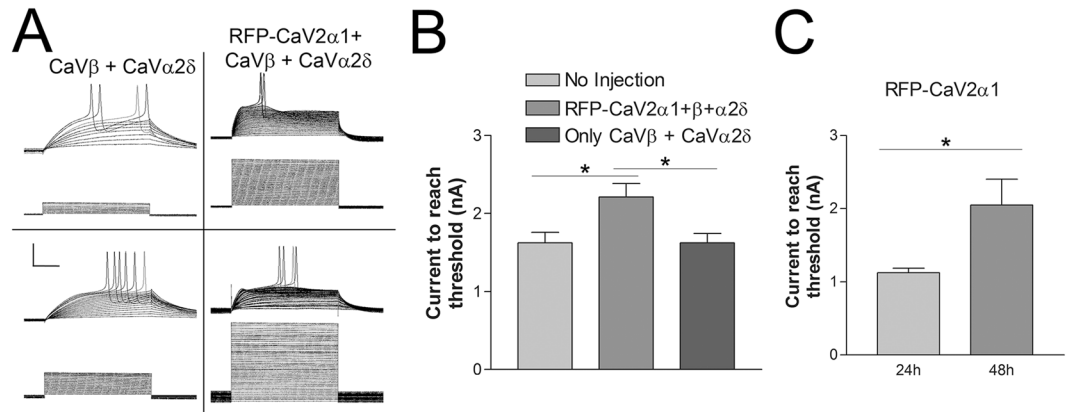 A
CaVβ + CaVα2δ
RFP-CaV2α1+
CaVβ + CaVα2δ
B
No Injection
RFP-CaV2α1+β+α2δ
Only CaVβ + CaVα2δ
Current to reach
threshold (nA)
3
2
1
0
*
*
C
RFP-CaV2α1
Current to reach
threshold (nA)
3
2
1
0
*
24h
48h